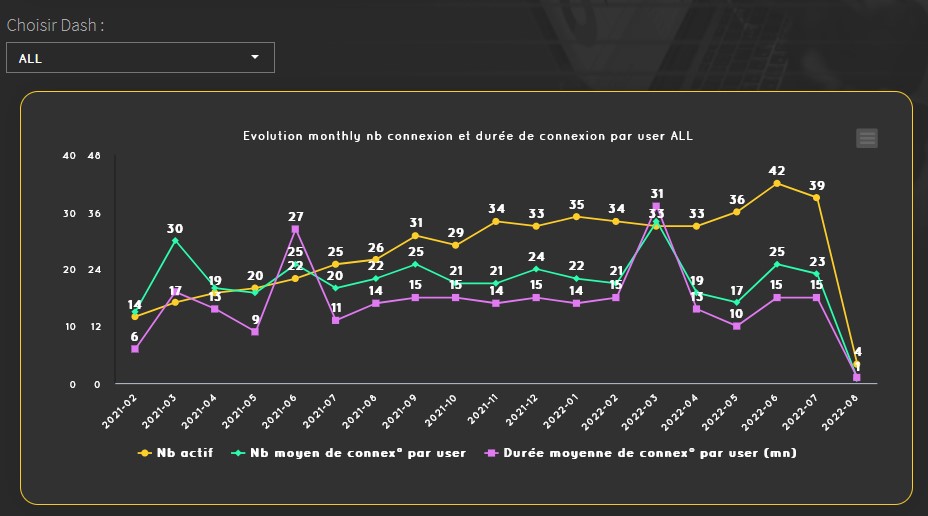 Choisir Dash :
ALL
Evolution monthly nb connexion et durée de connexion par user ALL
40 48
30 36
20 24
10 12
0 0
14 17 19 20 22 25 26 31 29 34 33 35 34 33 33 36 42 39 4
30 25 20 22 25 21 21 24 22 21 19 17 25 23 1
6 13 9 27 11 14 15 15 14 15 14 15 31 13 10 15 15
2021-02 2021-03 2021-04 2021-05 2021-06 2021-07 2021-08 2021-09 2021-10 2021-11 2021-12 2022-01 2022-02 2022-03 2022-04 2022-05 2022-06 2022-07 2022-08
Nb actif Nb moyen de connex° par user Durée moyenne de connex° par user (mn)